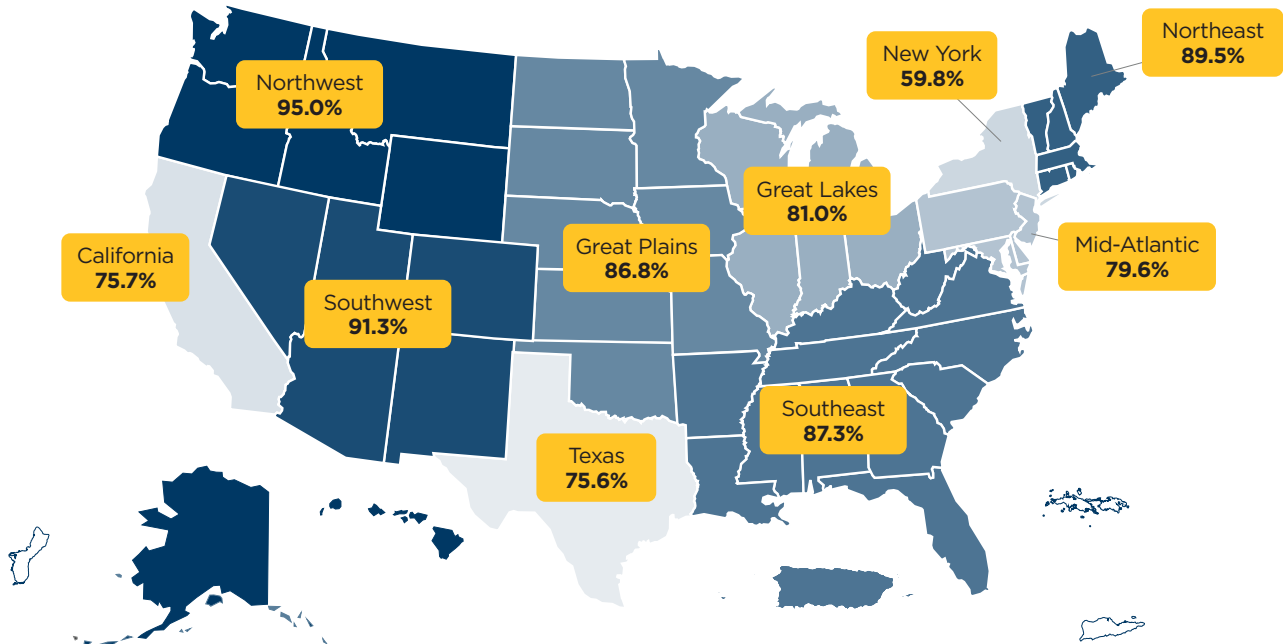 Northeast
89.5%
New York
59.8%
Northwest
95.0%
Great Lakes
81.0%
California
75.7%
Great Plains
86.8%
Mid-Atlantic
79.6%
Southwest
91.3%
Southeast
87.3%
Texas
75.6%